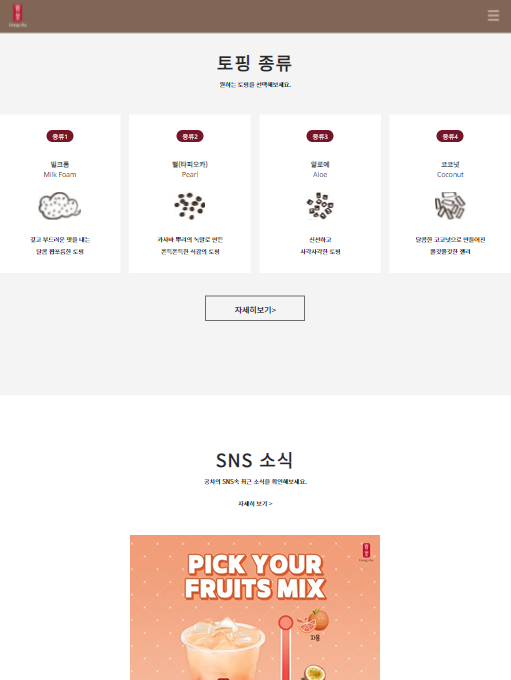 토핑 종류
원하는 토핑을 선택해보세요.
종류1
밀크폼
Milk Foam
깊고 부드러운 맛을 내는
달콤 짭쪼름한 토핑
종류2
펄(타피오카)
Pearl
카사바 뿌리의 녹말로 만든
쫀득쫀득한 식감의 토핑
종류3
알로에
Aloe
신선하고
사각사각한 토핑
종류4
코코넛
Coconut
달콤한 코코넛으로 만들어진
쫄깃쫄깃한 젤리
자세히보기>
SNS 소식
공차의 SNS속 최근 소식을 확인해보세요.
자세히 보기 >
PICK YOUR
FRUITS MIX
자몽